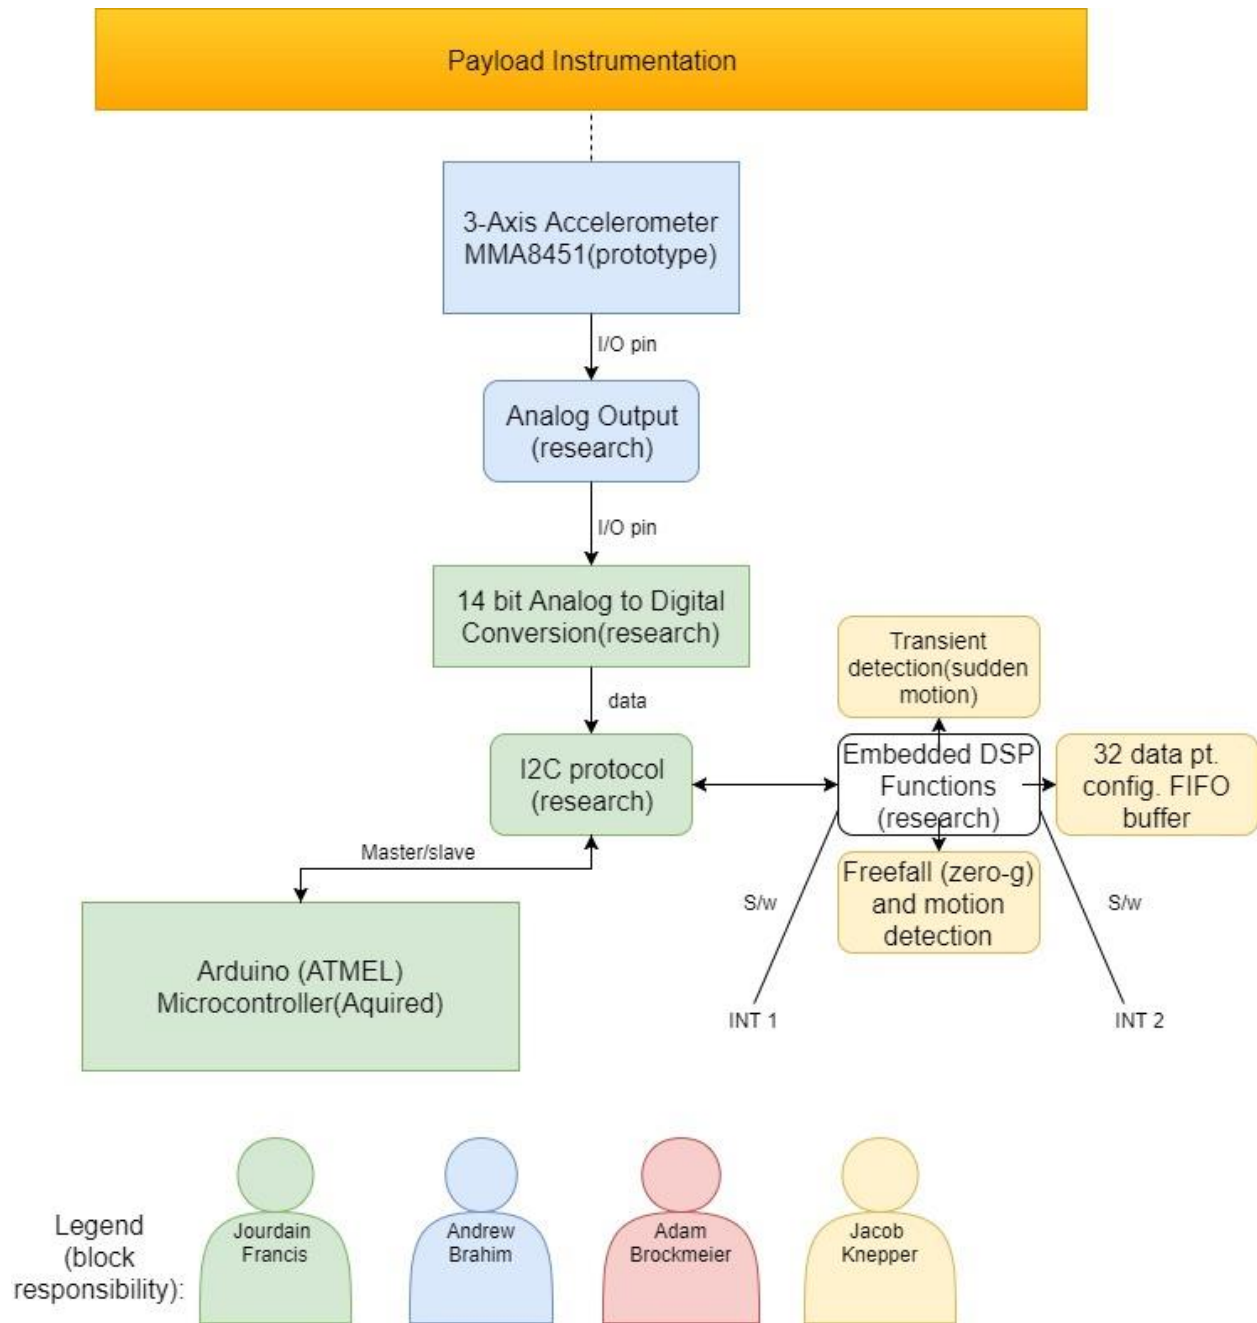 Payload Instrumentation
3-Axis Accelerometer
MMA8451(prototype)
I/O pin
Analog Output
(research)
I/O pin
14 bit Analog to Digital
Conversion(research)
data
I2C protocol
(research)
Master/slave
Arduino (ATMEL)
Microcontroller(Aquired)
Transient
detection(sudden
motion)
Embedded DSP
Functions
(research)
32 data pt.
config. FIFO
buffer
Freefall (zero-g)
and motion
detection
S/w
S/w
INT 1
INT 2
Legend
(block
responsibility):
Jourdain
Francis
Andrew
Brahim
Adam
Brockmeier
Jacob
Knepper